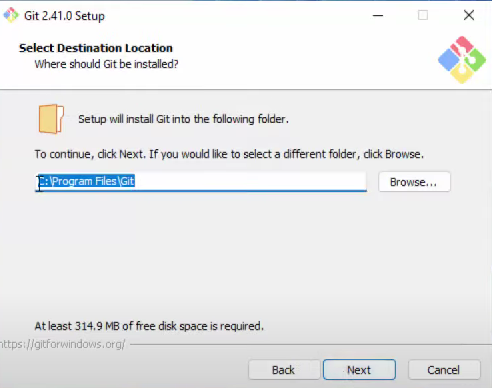 Git 2.41.0 Setup
Select Destination Location
Where should Git be installed?
Setup will install Git into the following folder.
To continue, click Next. If you would like to select a different folder, click Browse.
C:\Program Files\Git
Browse...
At least 314.9 MB of free disk space is required.
https://gitforwindows.org/
Back
Next
Cancel